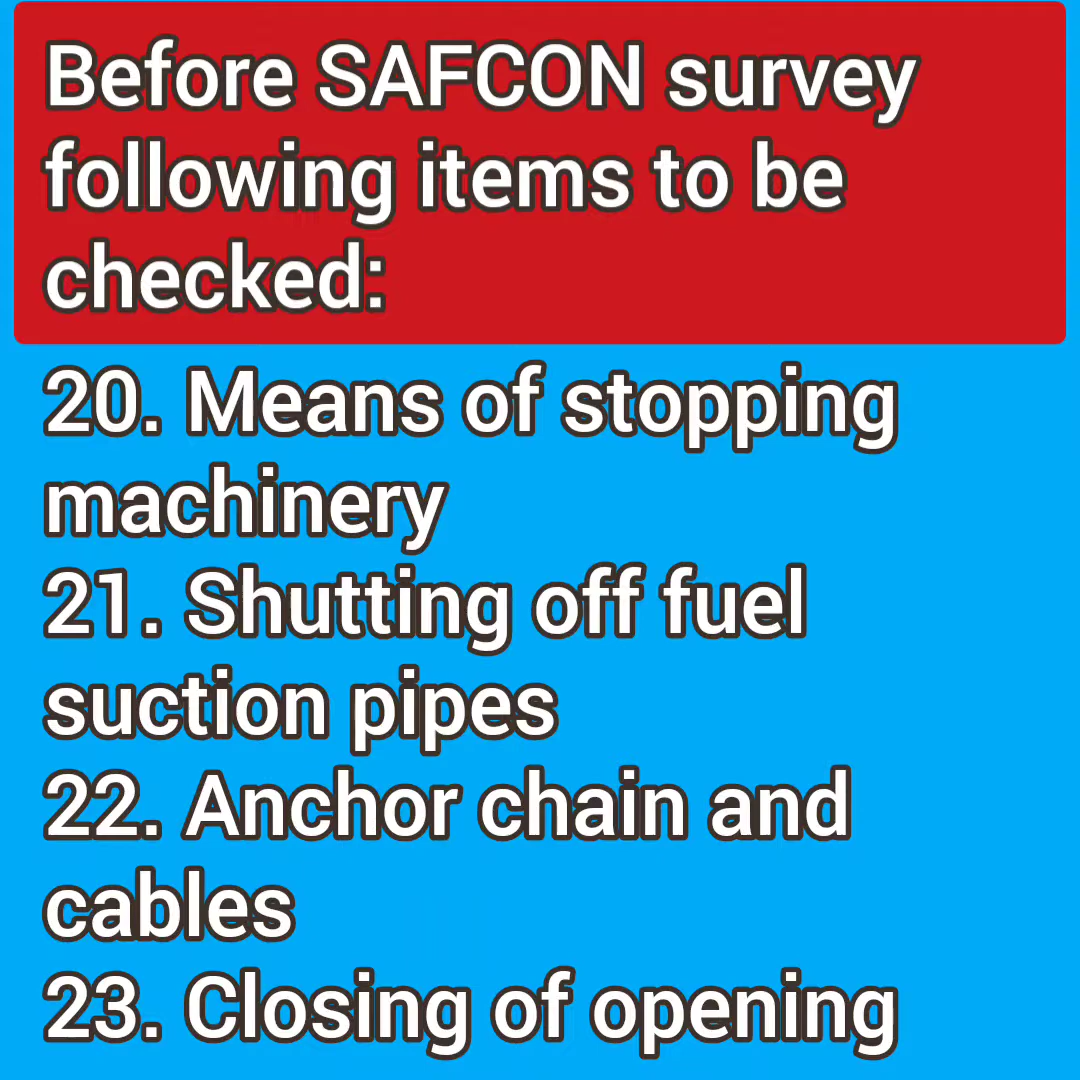 Before SAFCON survey
following items to be
checked:
20. Means of stopping
machinery
21. Shutting off fuel
suction pipes
22. Anchor chain and
cables
23. Closing of opening